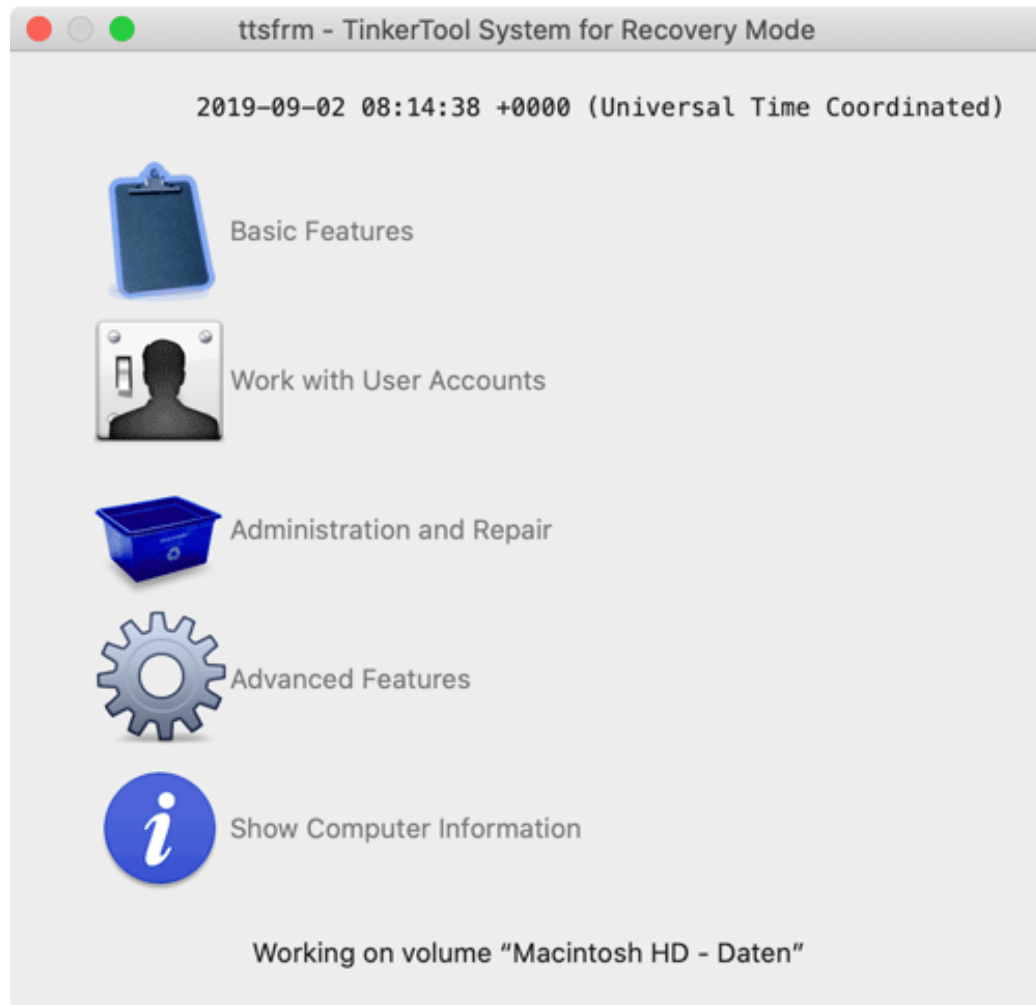 ttsfrm - TinkerTool System for Recovery Mode
2019-09-02 08:14:38 +0000 (Universal Time Coordinated)
Basic Features
Work with User Accounts
Administration and Repair
Advanced Features
Show Computer Information
Working on volume “Macintosh HD - Daten”